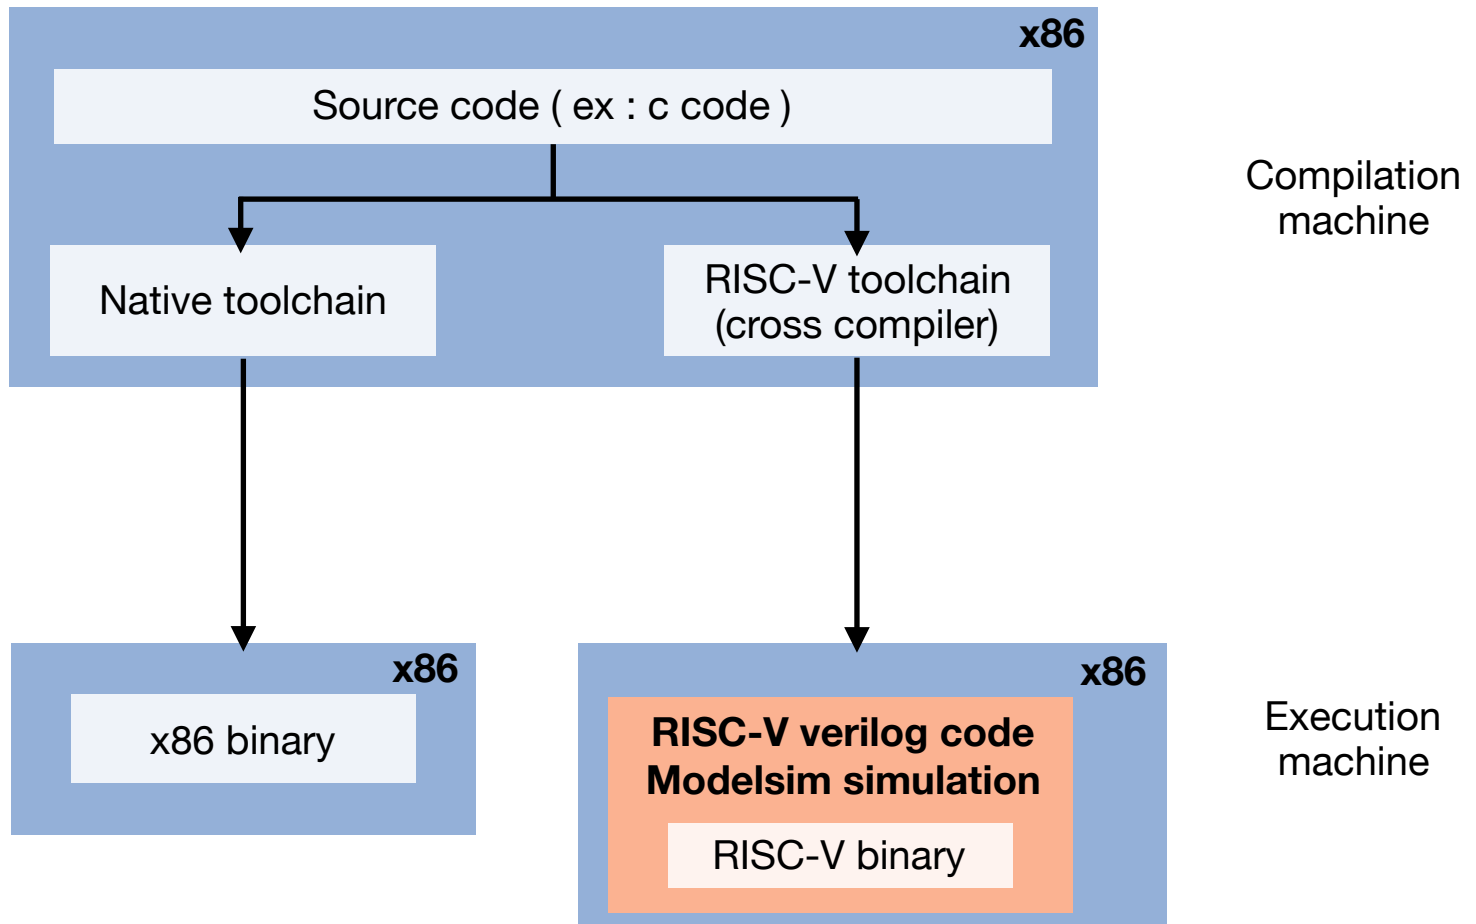 x86
Source code ( ex : c code )
Compilation
machine
Native toolchain
RISC-V toolchain
(cross compiler)
x86
x86 binary
x86
RISC-V verilog code
Modelsim simulation
RISC-V binary
Execution
machine